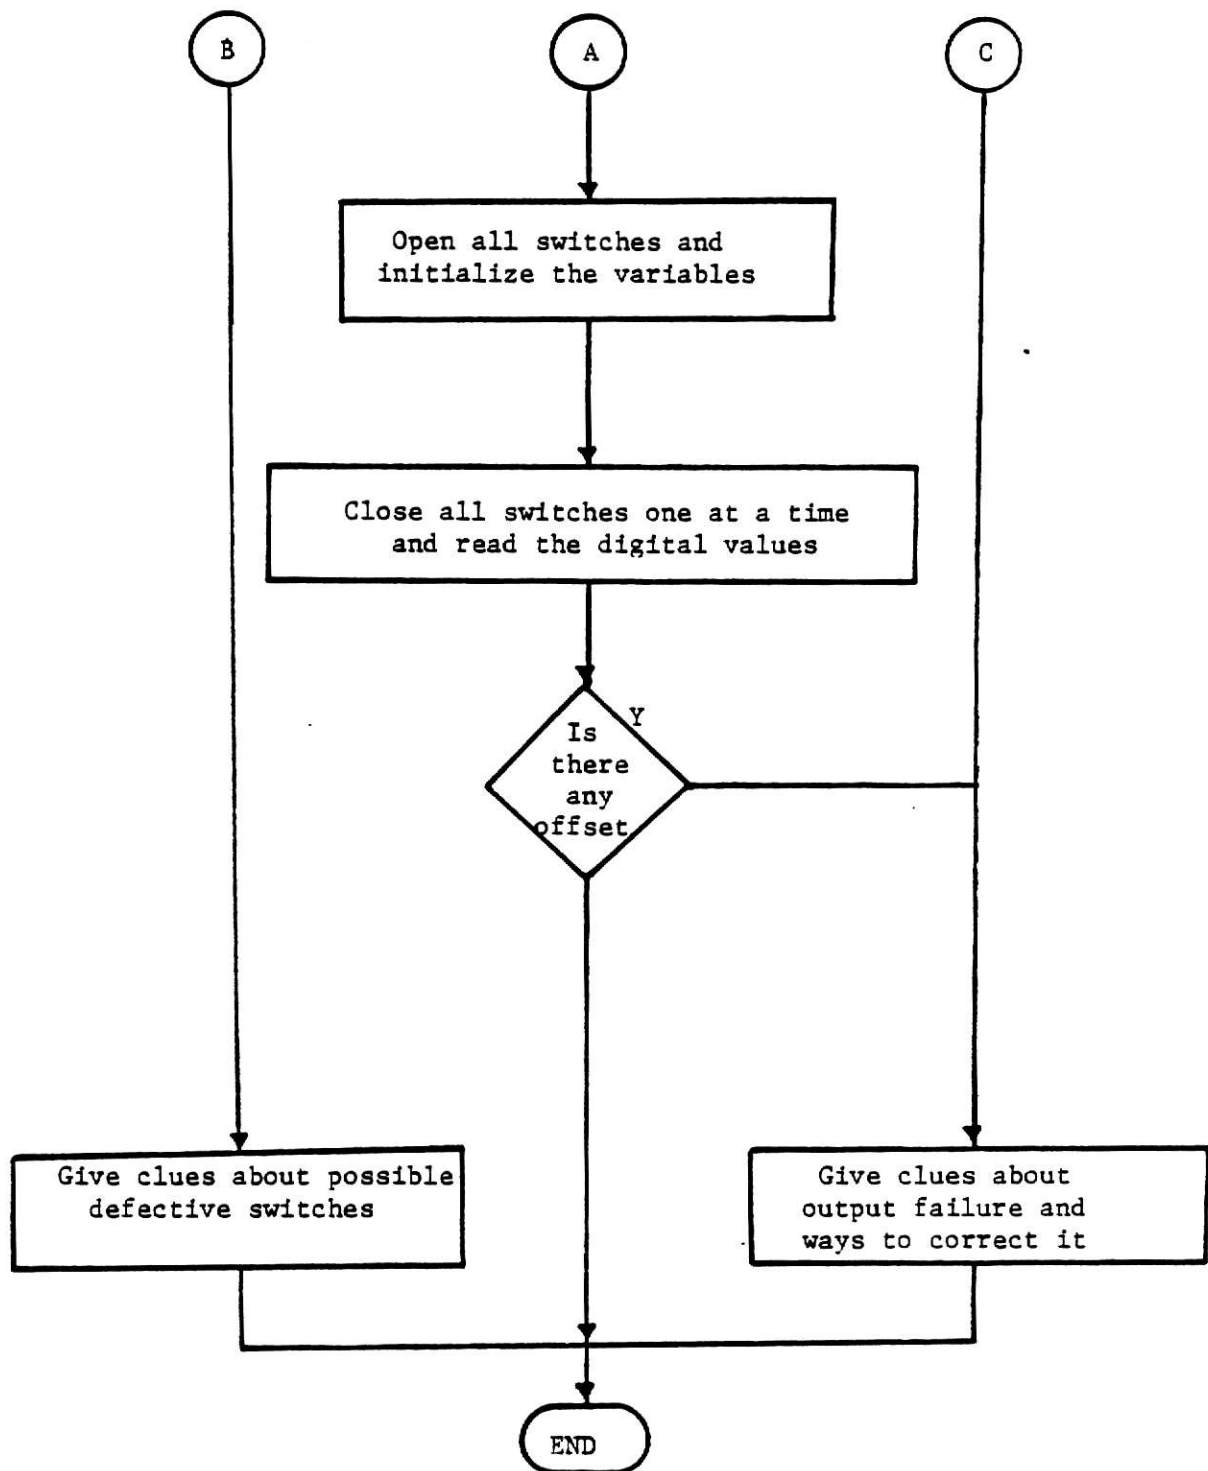 B
A
C
Open all switches and
initialize the variables
Close all switches one at a time
and read the digital values
Y
Is
there
any
offset
Give clues about possible
defective switches
Give clues about
output failure and
ways to correct it
END